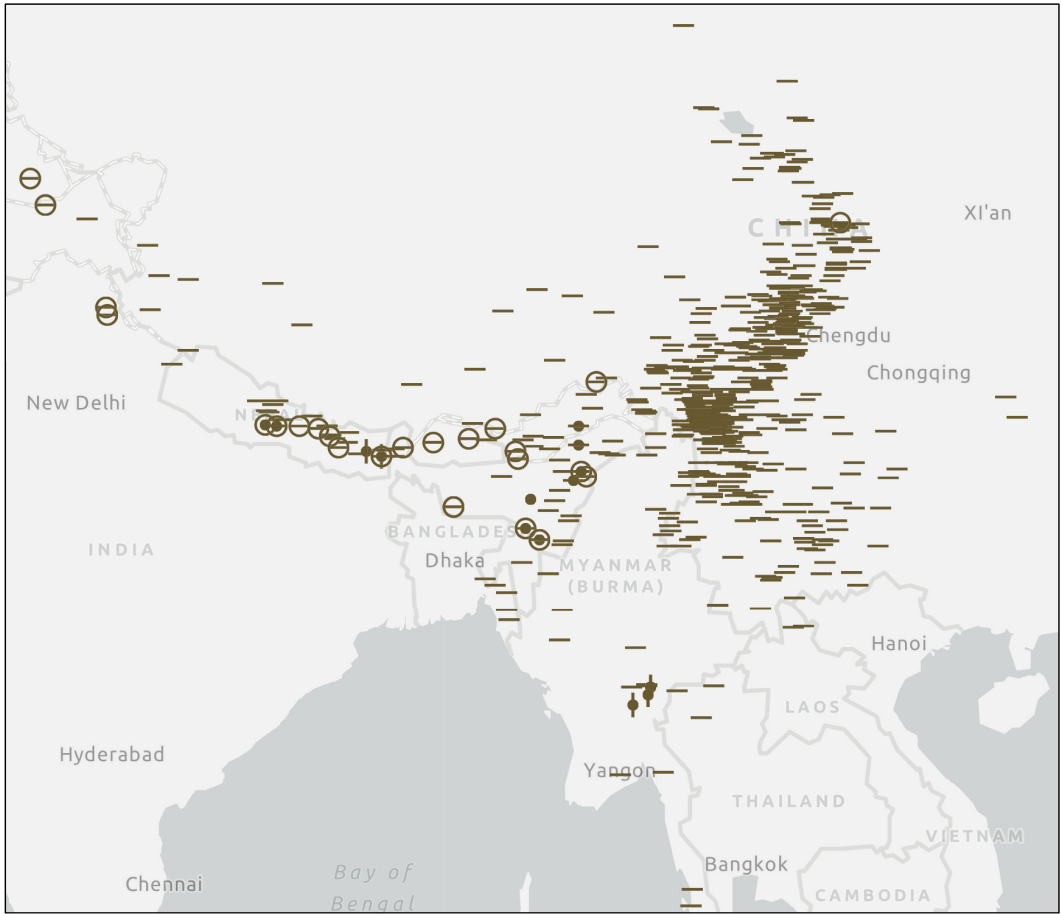 XI'an
CHINA
Chengdu
Chongqing
New Delhi
NEPAL
BANGLADES
INDIA
Dhaka
MYANMAR
(BURMA)
Hanoi
LAOS
Hyderabad
Yangon
THAILAND
VIETNAM
Bangkok
Bay of
Bengal
Chennai
CAMBODIA